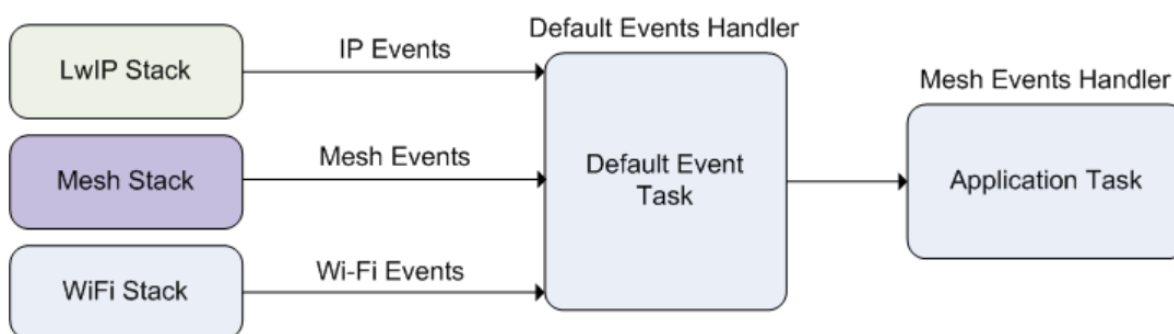 Default Events Handler
LwIP Stack
IP Events
Mesh Events Handler
Mesh Stack
Mesh Events
Default Event
Task
Application Task
WiFi Stack
Wi-Fi Events